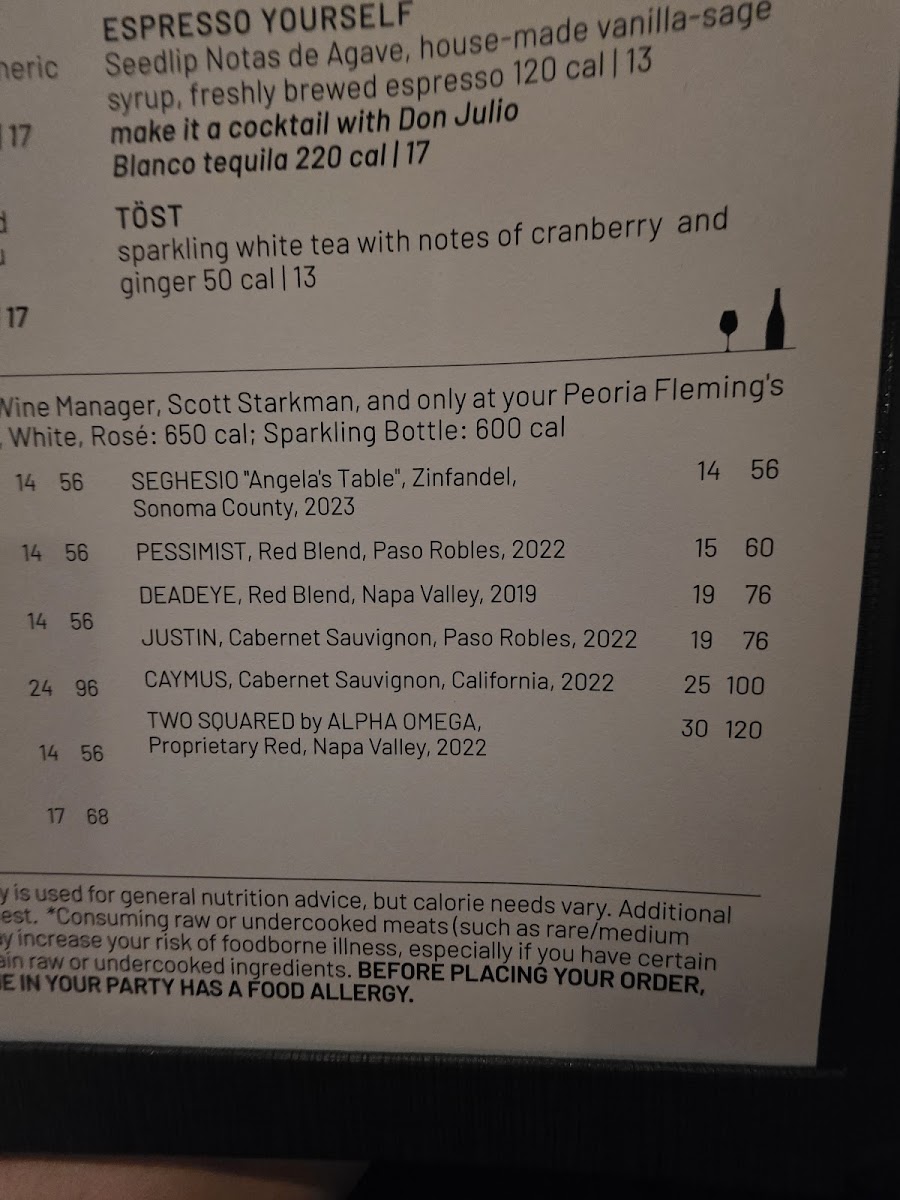 ESPRESSO YOURSELF
Seedlip Notas de Agave, house-made vanilla-sage
syrup, freshly brewed espresso 120 cal | 13
make it a cocktail with Don Julio
Blanco tequila 220 cal | 17
| 17
TÖST
sparkling white tea with notes of cranberry and
ginger 50 cal | 13
17
Wine Manager, Scott Starkman, and only at your Peoria Fleming's
, White, Rosé: 650 cal; Sparkling Bottle: 600 cal
14 56
14 56
14 56
24 96
14 56
17 68
SEGHESIO "Angela's Table", Zinfandel, 14 56
Sonoma County, 2023
PESSIMIST, Red Blend, Paso Robles, 2022 15 60
DEADEYE, Red Blend, Napa Valley, 2019 19 76
JUSTIN, Cabernet Sauvignon, Paso Robles, 2022 19 76
CAYMUS, Cabernet Sauvignon, California, 2022 25 100
TWO SQUARED by ALPHA OMEGA, 30 120
Proprietary Red, Napa Valley, 2022
y is used for general nutrition advice, but calorie needs vary. Additional
est. *Consuming raw or undercooked meats (such as rare/medium
y increase your risk of foodborne illness, especially if you have certain
ain raw or undercooked ingredients. BEFORE PLACING YOUR ORDER,
E IN YOUR PARTY HAS A FOOD ALLERGY.